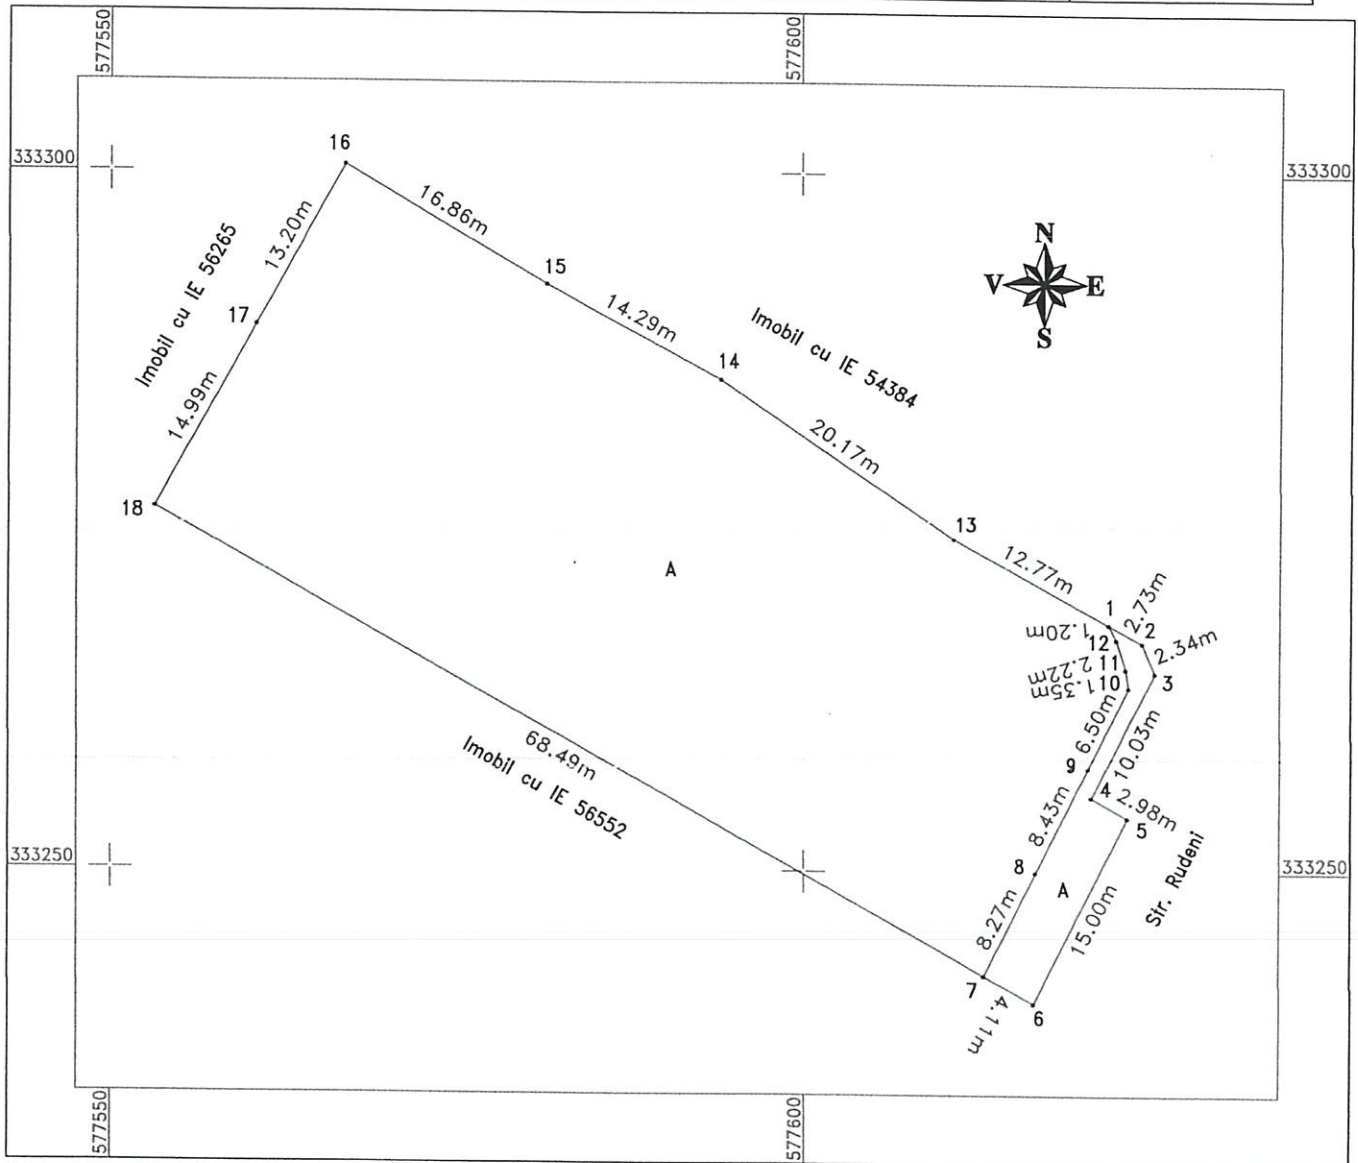 577550
577600
333300
333300
16
16.86m
13.20m
Imobil cu IE 56265
15
N
V
E
S
17
14.29m
Imobil cu IE 54384
14
14.99m
20.17m
18
13
A
12.77m
1
2.73m
2
1.20m
12
2.34m
11
2.22m
10
1.35m
3
6.50m
10.03m
68.49m
Imobil cu IE 56552
9
4
2.98m
5
8.43m
333250
333250
8
A
Str. Rudeni
15.00m
8.27m
7
4.11m
6
577550
577600